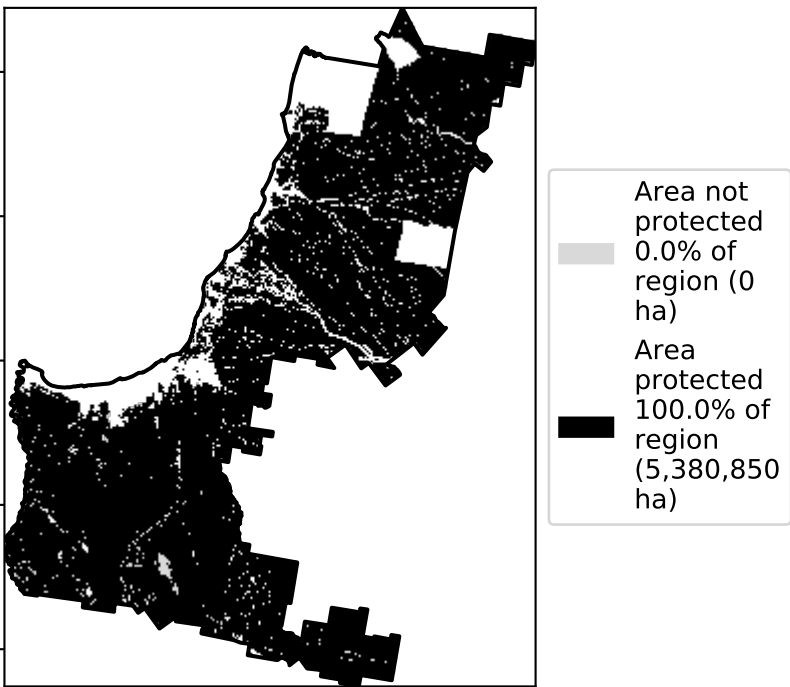 Area not
protected
0.0% of
region (0
ha)
Area
protected
100.0% of
region
(5,380,850
ha)